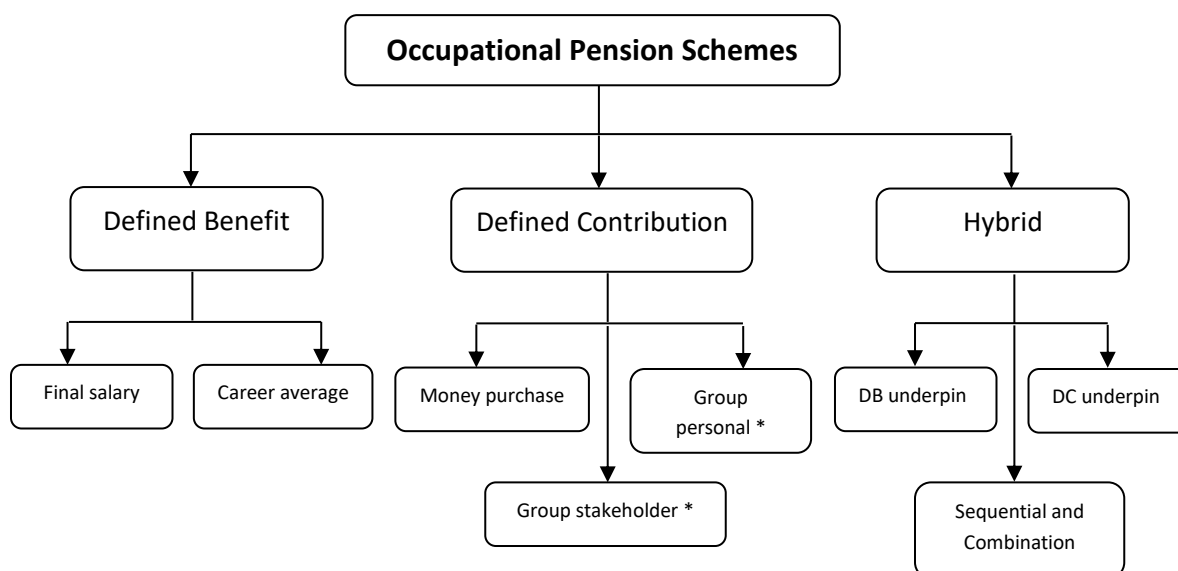 Occupational Pension Schemes
Defined Benefit
Defined Contribution
Hybrid
Final salary
Career average
Money purchase
Group
personal *
DB underpin
DC underpin
Group stakeholder *
Sequential and
Combination